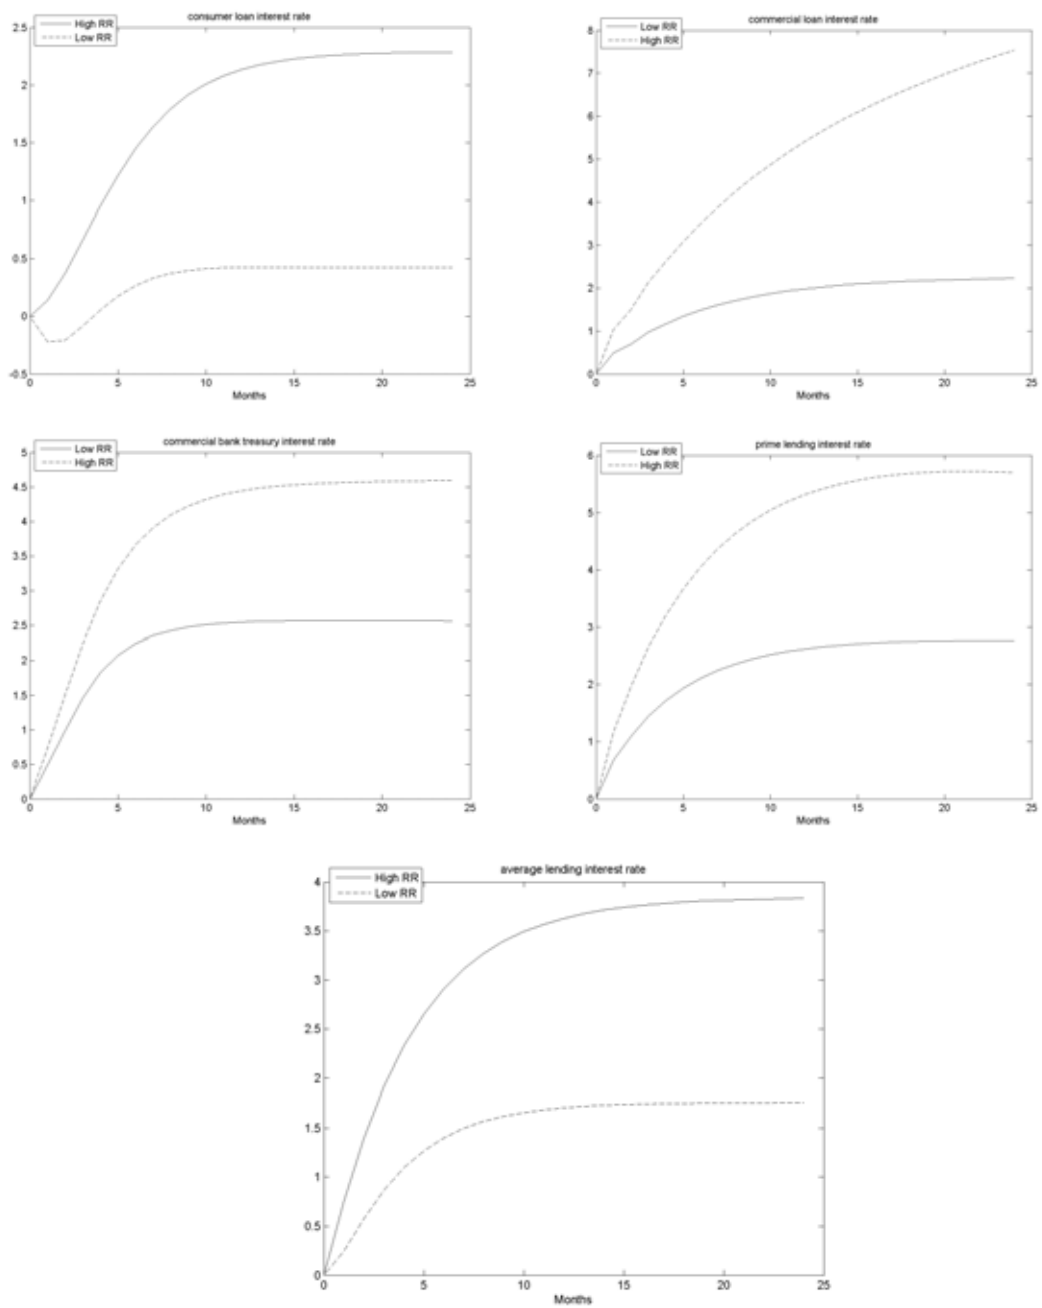 consumer loan interest rate
High RR
Low RR
2.5
2
1.5
1
0.5
0
-0.5
0 5 10 15 20 25
Months
commercial loan interest rate
Low RR
High RR
8
7
6
5
4
3
2
1
0
0 5 10 15 20 25
Months
commercial bank treasury interest rate
Low RR
High RR
5
4.5
4
3.5
3
2.5
2
1.5
1
0.5
0
0 5 10 15 20 25
Months
prime lending interest rate
Low RR
High RR
6
5
4
3
2
1
0
0 5 10 15 20 25
Months
average lending interest rate
High RR
Low RR
4
3.5
3
2.5
2
1.5
1
0.5
0
0 5 10 15 20 25
Months